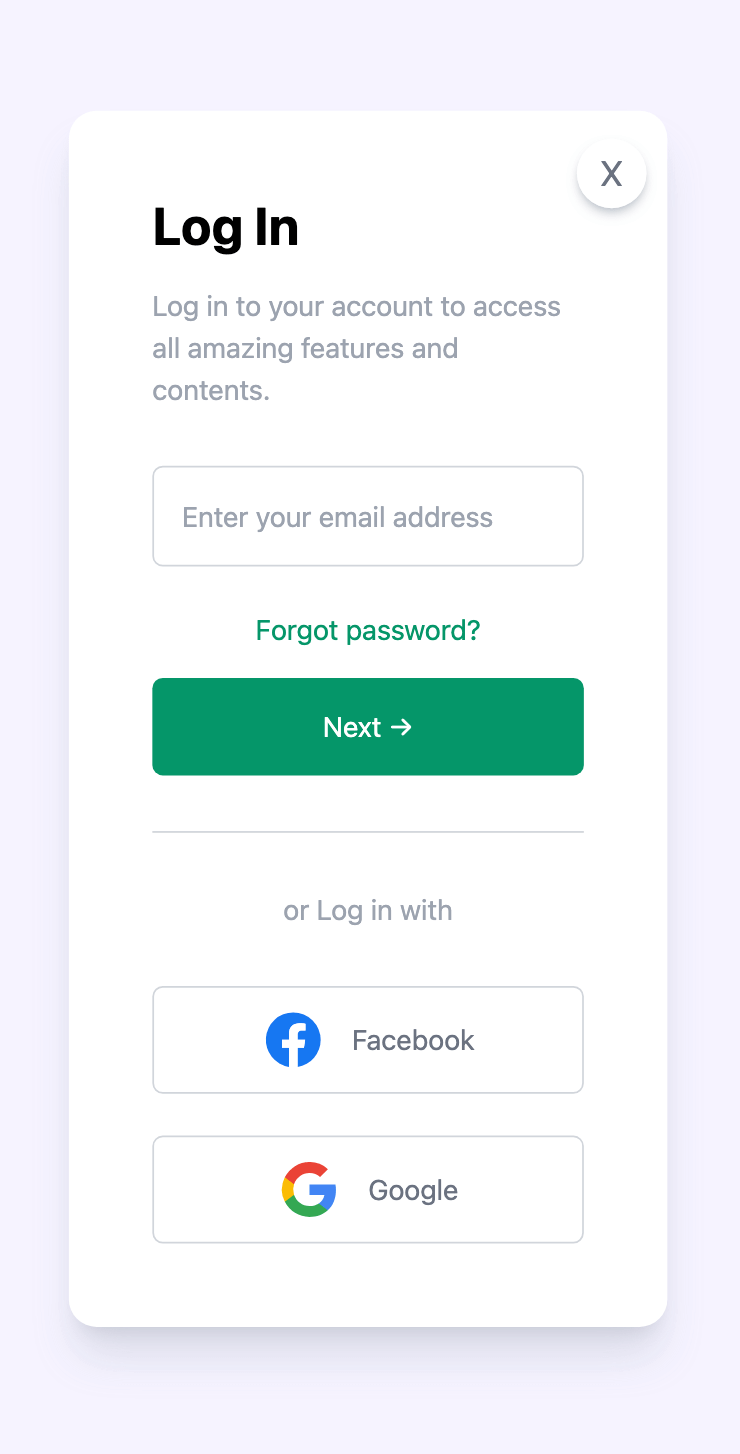 X
Log In
Log in to your account to access
all amazing features and
contents.
Enter your email address
Forgot password?
Next →
or Log in with
Facebook
Google